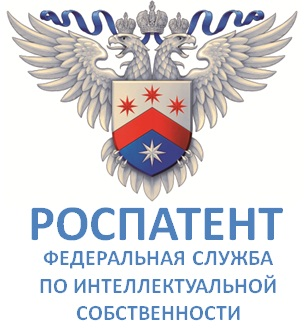 РОСПАТЕНТ
ФЕДЕРАЛЬНАЯ СЛУЖБА
ПО ИНТЕЛЛЕКТУАЛЬНОЙ
СОБСТВЕННОСТИ